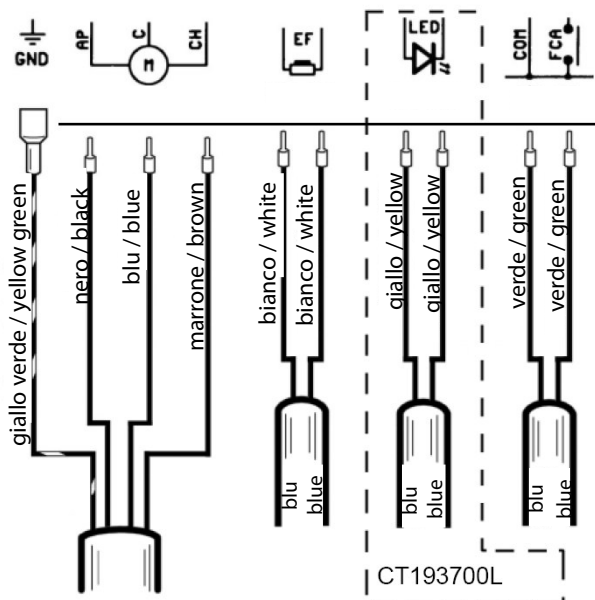 GND
AP
C
CH
M
EF
LED
COM
FCA
giallo verde / yellow green
nero / black
blu / blue
marrone / brown
bianco / white
bianco / white
giallo / yellow
giallo / yellow
verde / green
verde / green
blu
blue
blu
blue
blu
blue
CT193700L